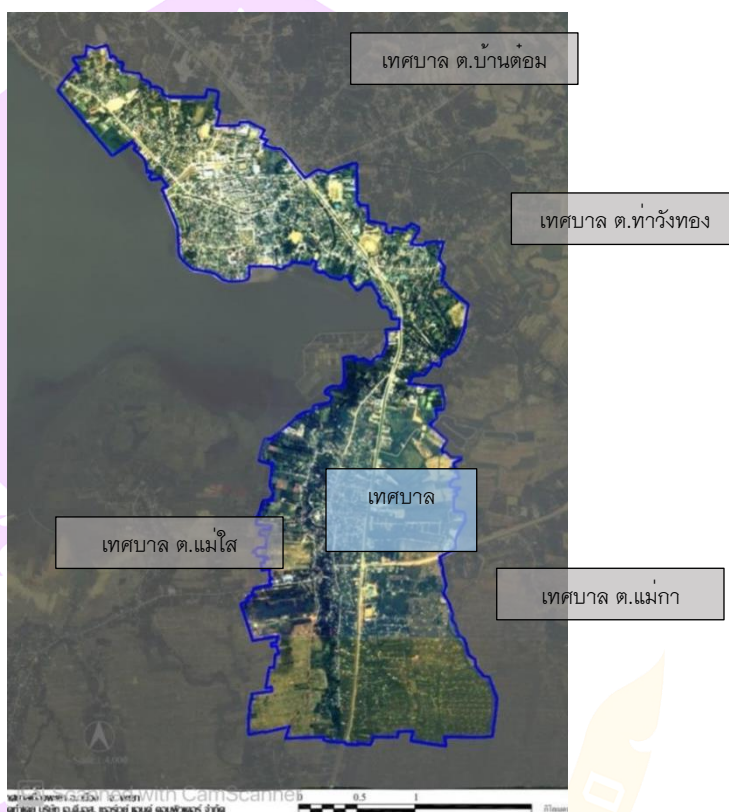 เทศบาล ต.บ้านต๋อม
เทศบาล ต.ท่าวังทอง
เทศบาล
เทศบาล ต.แม่ใส
เทศบาล ต.แม่กา
Scanned with CamScanner
0.5
1